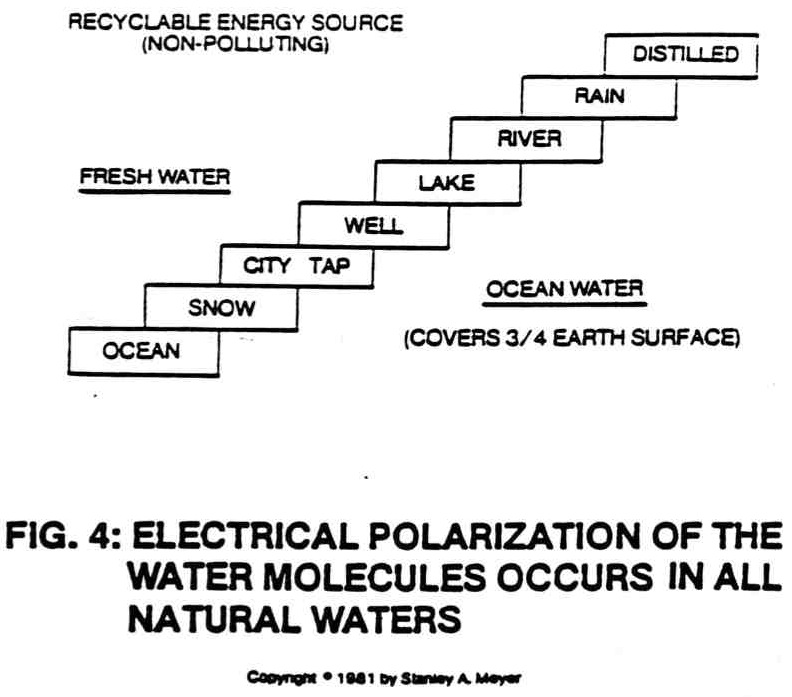 RECYCLABLE ENERGY SOURCE
(NON-POLLUTING)
DISTILLED
RAIN
RIVER
FRESH WATER
LAKE
WELL
CITY TAP
OCEAN WATER
SNOW
(COVERS 3/4 EARTH SURFACE)
OCEAN
FIG. 4: ELECTRICAL POLARIZATION OF THE
WATER MOLECULES OCCURS IN ALL
NATURAL WATERS
Copyright © 1981 by Stanley A. Meyer